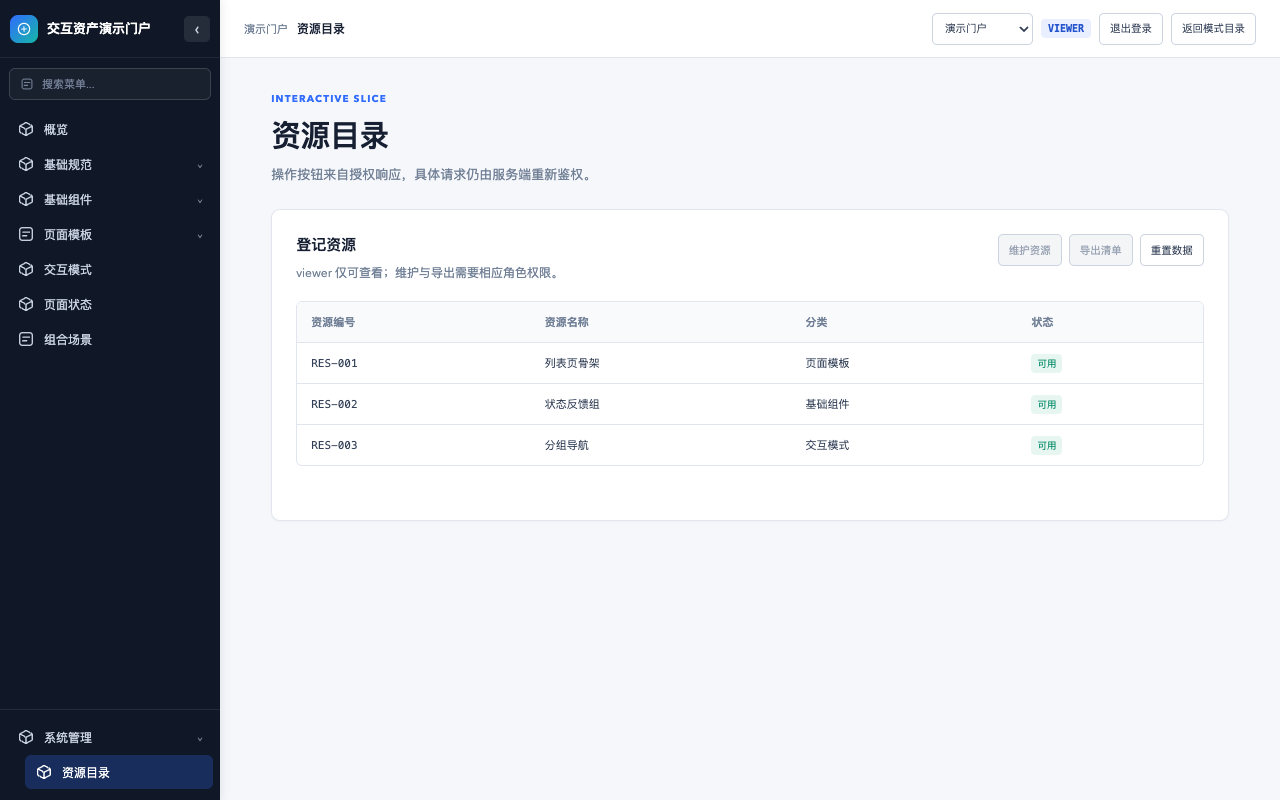 交互资产演示门户
‹
搜索菜单...
概览
基础规范
基础组件
页面模板
交互模式
页面状态
组合场景
系统管理
资源目录
演示门户 资源目录
演示门户 VIEWER 退出登录 返回模式目录
INTERACTIVE SLICE
资源目录
操作按钮来自授权响应，具体请求仍由服务端重新鉴权。
登记资源
viewer 仅可查看；维护与导出需要相应角色权限。
维护资源 导出清单 重置数据
资源编号 资源名称 分类 状态
RES-001 列表页骨架 页面模板 可用
RES-002 状态反馈组 基础组件 可用
RES-003 分组导航 交互模式 可用